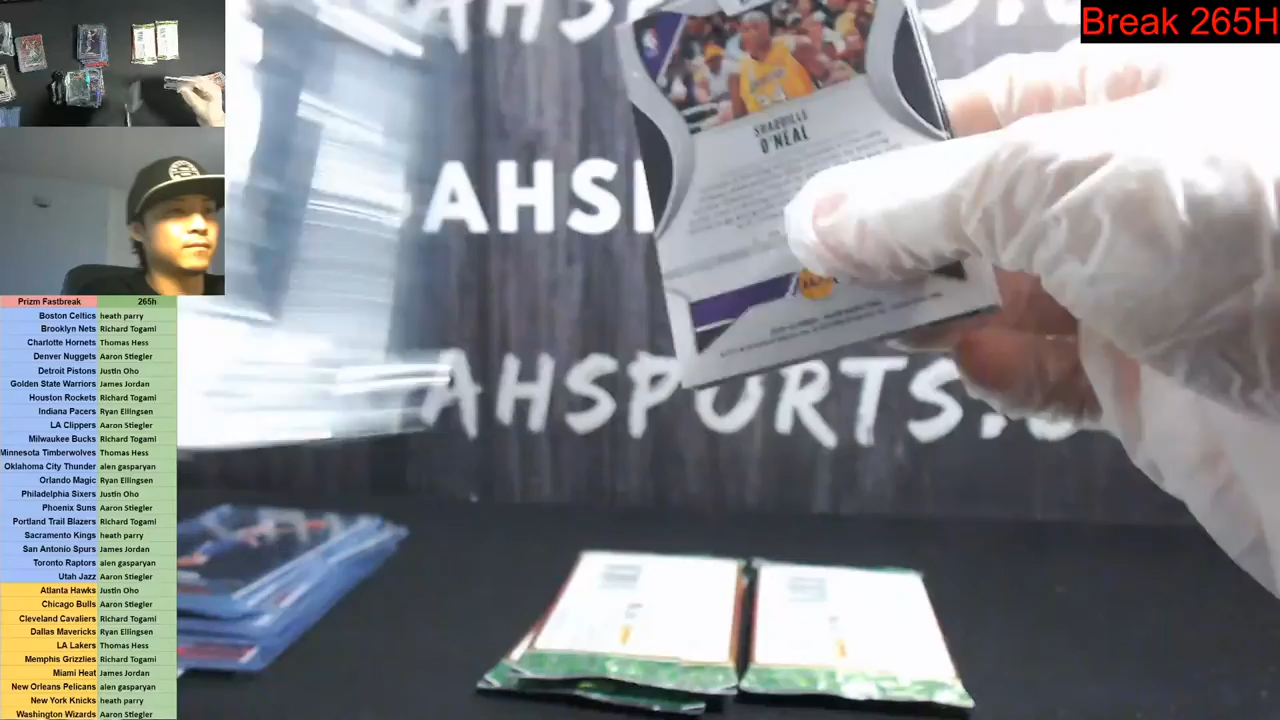 Break 265H
AHSPORTS.
AHSP
AHSPORTS.
SHAQUILLE
O'NEAL
Prizm Fastbreak 265h
Boston Celtics heath parry
Brooklyn Nets Richard Togami
Charlotte Hornets Thomas Hess
Denver Nuggets Aaron Stiegler
Detroit Pistons Justin Oho
Golden State Warriors James Jordan
Houston Rockets Richard Togami
Indiana Pacers Ryan Ellingsen
LA Clippers Aaron Stiegler
Milwaukee Bucks Richard Togami
Minnesota Timberwolves Thomas Hess
Oklahoma City Thunder alen gasparyan
Orlando Magic Ryan Ellingsen
Philadelphia Sixers Justin Oho
Phoenix Suns Aaron Stiegler
Portland Trail Blazers Richard Togami
Sacramento Kings heath parry
San Antonio Spurs James Jordan
Toronto Raptors alen gasparyan
Utah Jazz Aaron Stiegler
Atlanta Hawks Justin Oho
Chicago Bulls Aaron Stiegler
Cleveland Cavaliers Richard Togami
Dallas Mavericks Ryan Ellingsen
LA Lakers Thomas Hess
Memphis Grizzlies Richard Togami
Miami Heat James Jordan
New Orleans Pelicans alen gasparyan
New York Knicks heath parry
Washington Wizards Aaron Stiegler